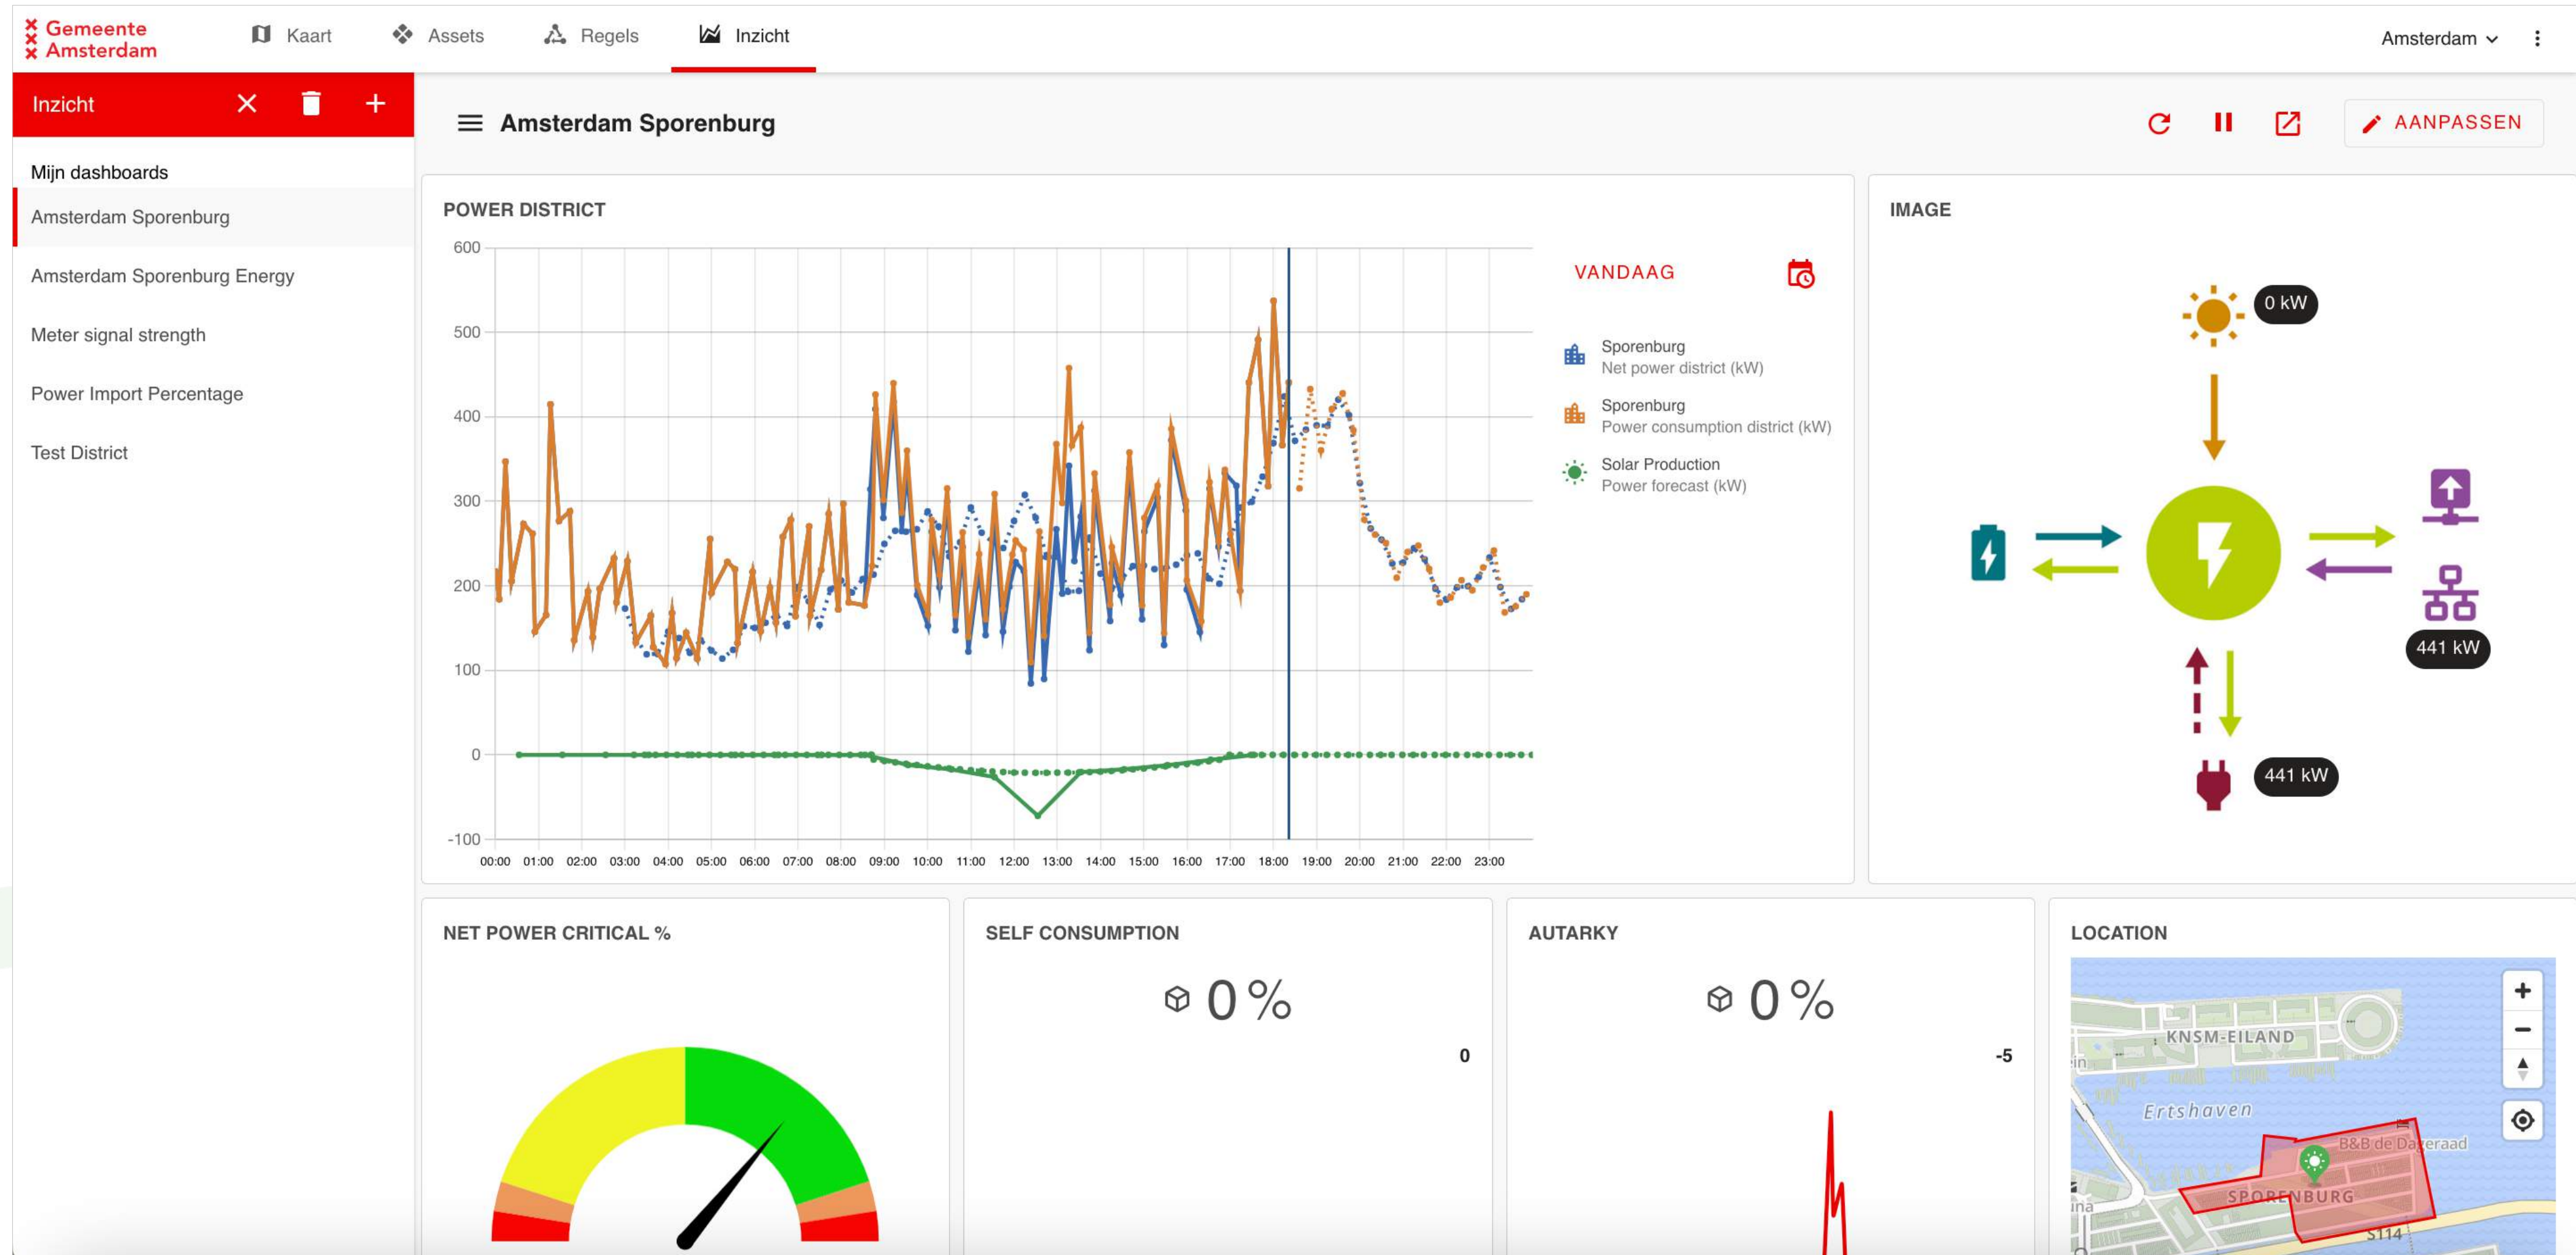 Gemeente
Amsterdam
Kaart
Assets
Regels
Inzicht
Amsterdam
Inzicht
Mijn dashboards
Amsterdam Sporenburg
Amsterdam Sporenburg Energy
Meter signal strength
Power Import Percentage
Test District
Amsterdam Sporenburg
AANPASSEN
POWER DISTRICT
600
500
400
300
200
100
0
-100
00:00 01:00 02:00 03:00 04:00 05:00 06:00 07:00 08:00 09:00 10:00 11:00 12:00 13:00 14:00 15:00 16:00 17:00 18:00 19:00 20:00 21:00 22:00 23:00
VANDAAG
Sporenburg
Net power district (kW)
Sporenburg
Power consumption district (kW)
Solar Production
Power forecast (kW)
IMAGE
0 kW
441 kW
441 kW
NET POWER CRITICAL %
SELF CONSUMPTION
0%
0
AUTARKY
0%
-5
LOCATION
KNSM-EILAND
Ertshaven
B&B de Dageraad
SPORENBURG
S114